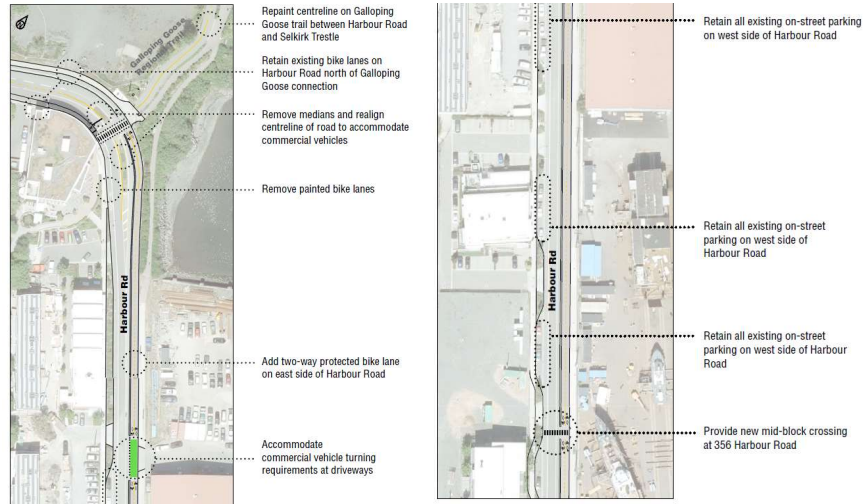 Repaint centreline on Galloping
Goose trail between Harbour Road
and Selkirk Trestle
Galloping Goose
Regional Trail
Retain existing bike lanes on
Harbour Road north of Galloping
Goose connection
Remove medians and realign
centreline of road to accommodate
commercial vehicles
Remove painted bike lanes
Harbour Rd
Add two-way protected bike lane
on east side of Harbour Road
Accommodate
commercial vehicle turning
requirements at driveways
Retain all existing on-street parking
on west side of Harbour Road
Retain all existing on-street
parking on west side of
Harbour Road
Harbour Rd
Retain all existing on-street
parking on west side of Harbour
Road
Provide new mid-block crossing
at 356 Harbour Road